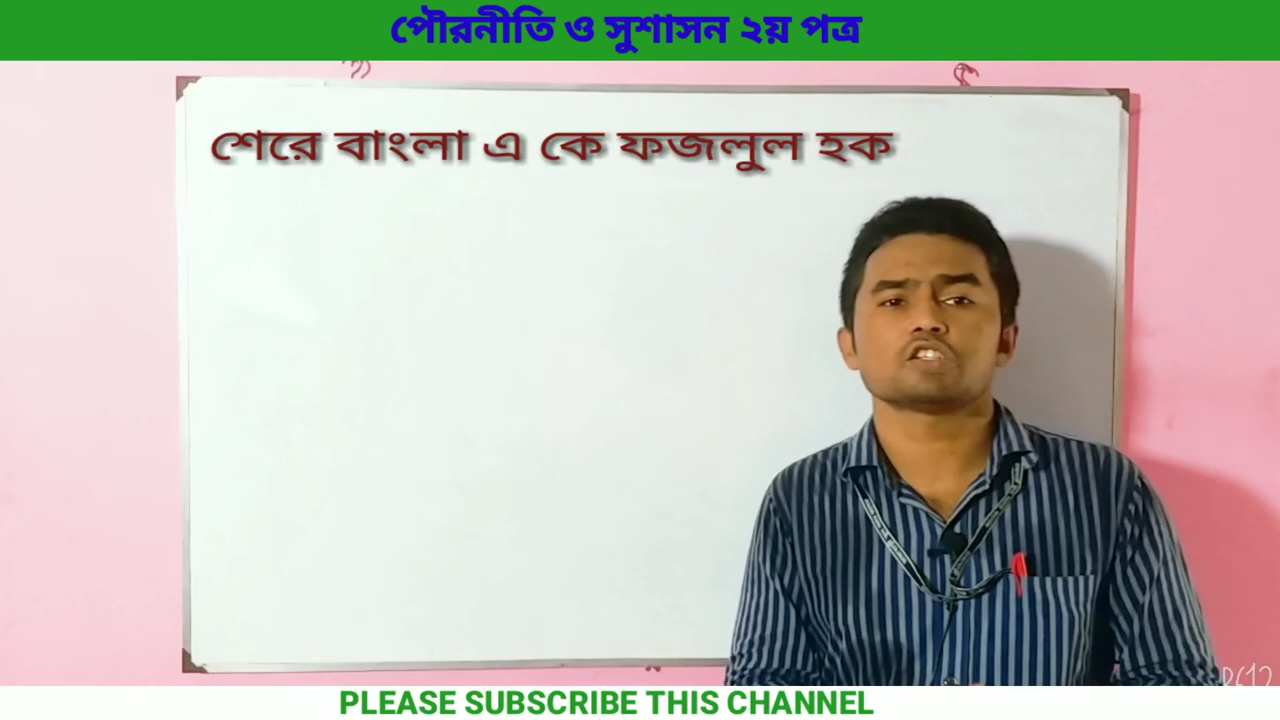 পৌরনীতি ও সুশাসন ২য় পত্র
শেরে বাংলা এ কে ফজলুল হক
PLEASE SUBSCRIBE THIS CHANNEL